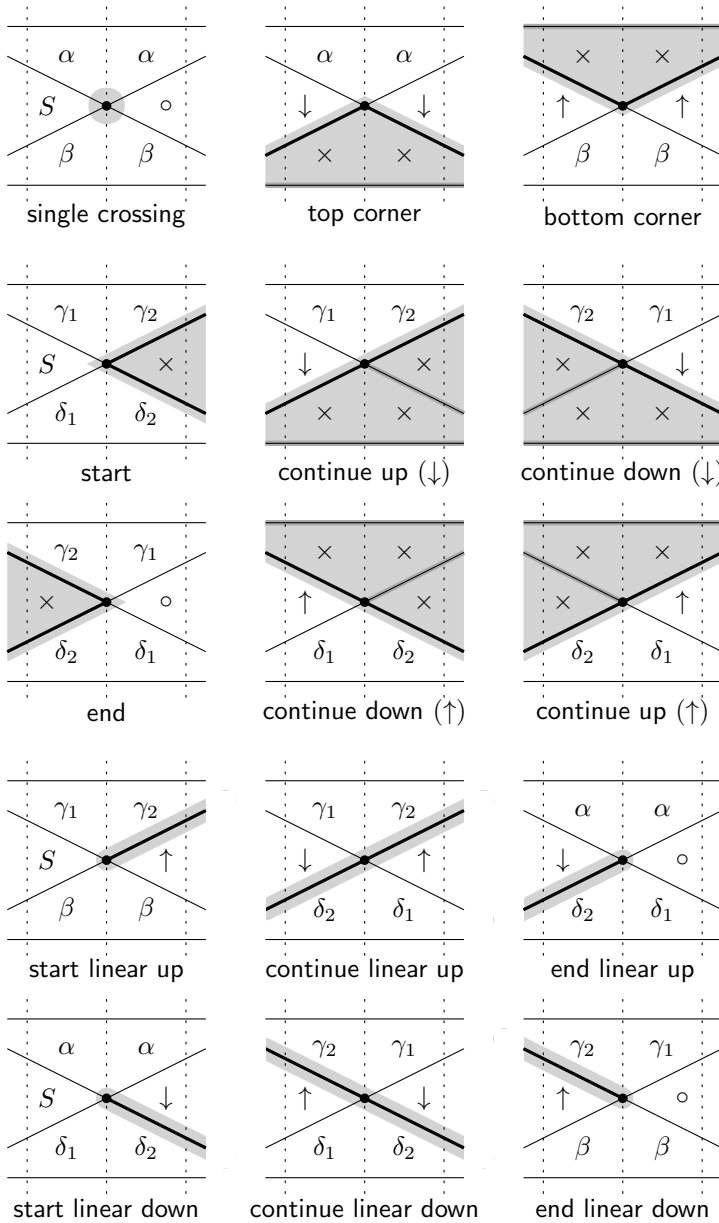 α α α α × ×
S ○ ↓ ↓ ↑ ↑
β β × × β β
single crossing top corner bottom corner
γ₁ γ₂ γ₁ γ₂ γ₂ γ₁
S × ↓ × × ↓
δ₁ δ₂ × × × ×
start continue up (↓) continue down (↓)
γ₂ γ₁ × × × ×
× ○ ↑ × × ↑
δ₂ δ₁ δ₁ δ₂ δ₂ δ₁
end continue down (↑) continue up (↑)
γ₁ γ₂ γ₁ γ₂ α α
S ↑ ↓ ↑ ↓ ○
β β δ₂ δ₁ δ₂ δ₁
start linear up continue linear up end linear up
α α γ₂ γ₁ γ₂ γ₁
S ↓ ↑ ↓ ↑ ○
δ₁ δ₂ δ₁ δ₂ β β
start linear down continue linear down end linear down